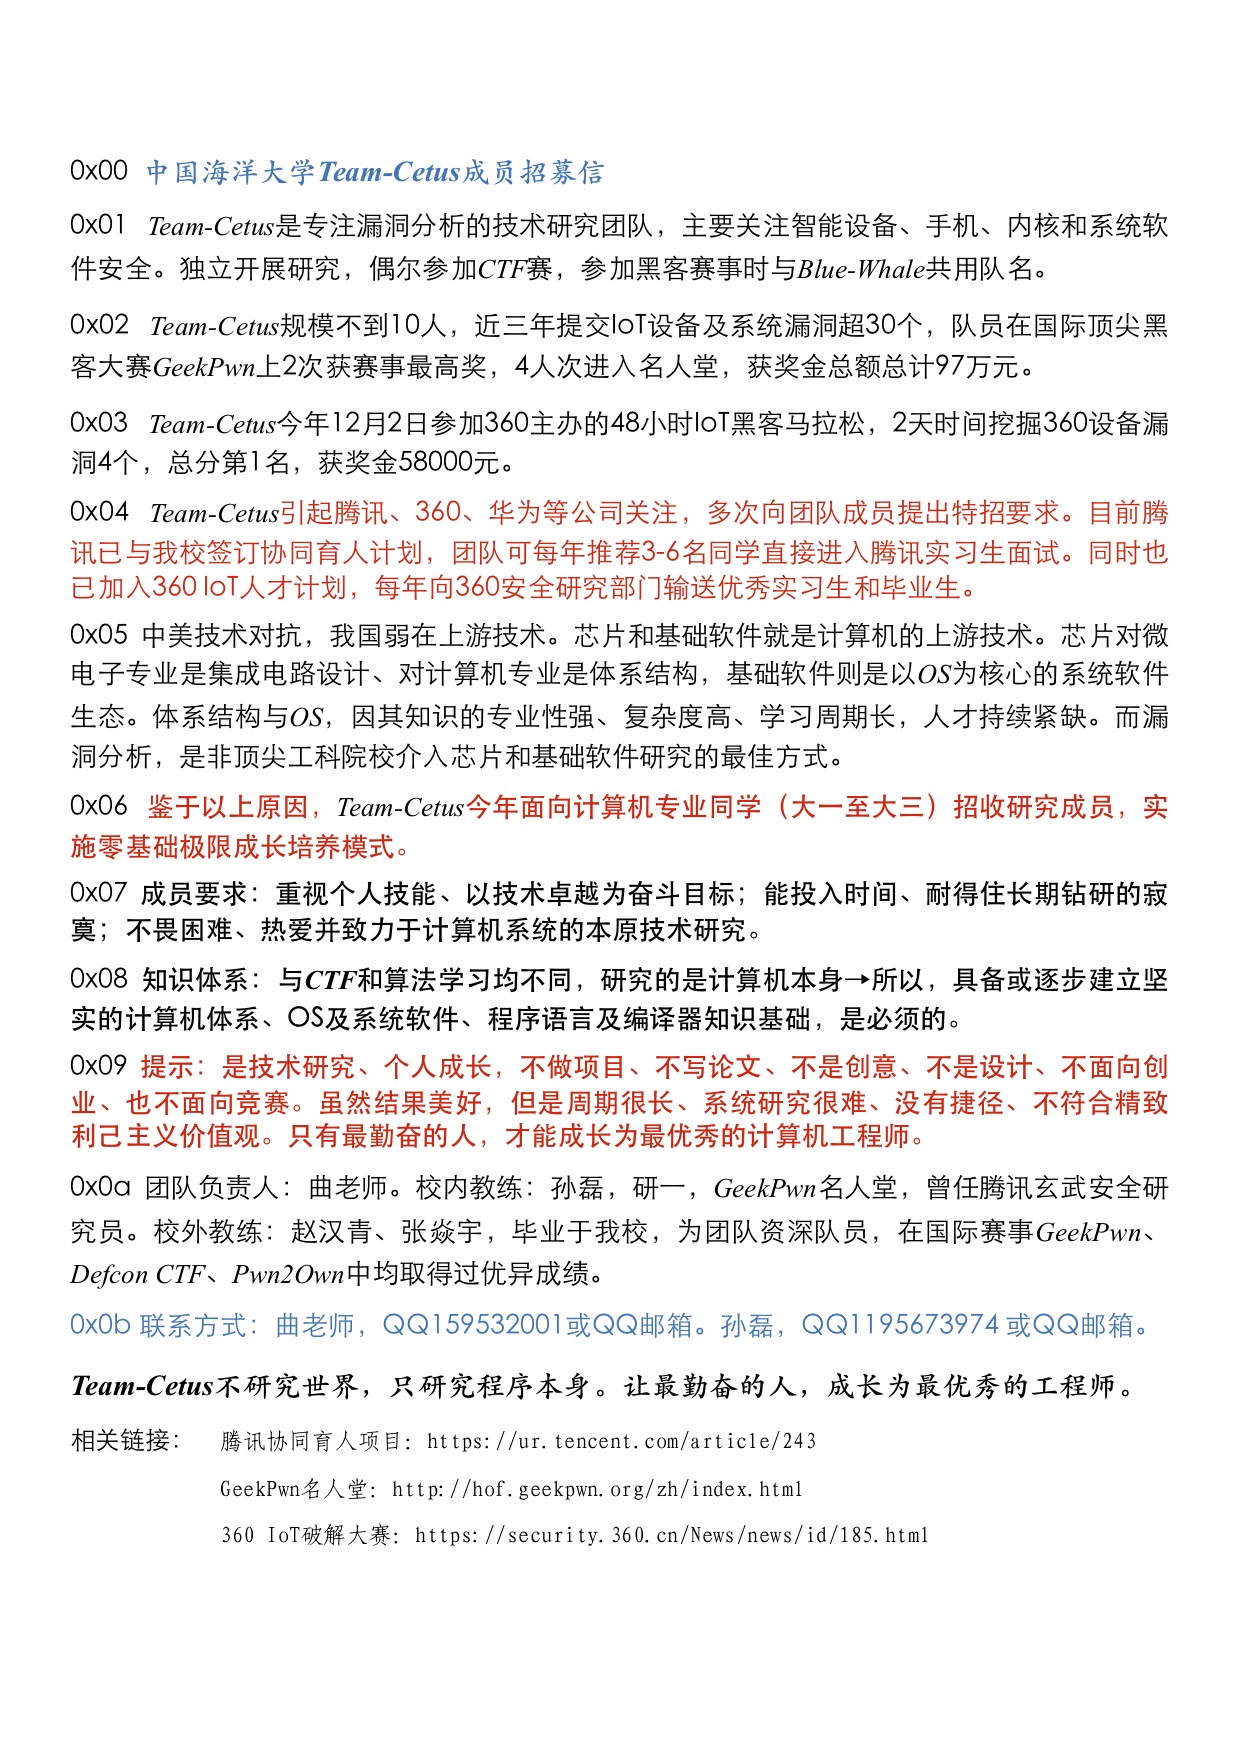 0x00 中国海洋大学Team-Cetus成员招募信
0x01 Team-Cetus是专注漏洞分析的技术研究团队，主要关注智能设备、手机、内核和系统软
件安全。独立开展研究，偶尔参加CTF赛，参加黑客赛事时与Blue-Whale共用队名。
0x02 Team-Cetus规模不到10人，近三年提交IoT设备及系统漏洞超30个，队员在国际顶尖黑
客大赛GeekPwn上2次获赛事最高奖，4人次进入名人堂，获奖金总额总计97万元。
0x03 Team-Cetus今年12月2日参加360主办的48小时IoT黑客马拉松，2天时间挖掘360设备漏
洞4个，总分第1名，获奖金58000元。
0x04 Team-Cetus引起腾讯、360、华为等公司关注，多次向团队成员提出特招要求。目前腾
讯已与我校签订协同育人计划，团队可每年推荐3-6名同学直接进入腾讯实习生面试。同时也
已加入360 IoT人才计划，每年向360安全研究部门输送优秀实习生和毕业生。
0x05 中美技术对抗，我国弱在上游技术。芯片和基础软件就是计算机的上游技术。芯片对微
电子专业是集成电路设计、对计算机专业是体系结构，基础软件则是以OS为核心的系统软件
生态。体系结构与OS，因其知识的专业性强、复杂度高、学习周期长，人才持续紧缺。而漏
洞分析，是非顶尖工科院校介入芯片和基础软件研究的最佳方式。
0x06 鉴于以上原因，Team-Cetus今年面向计算机专业同学（大一至大三）招收研究成员，实
施零基础极限成长培养模式。
0x07 成员要求：重视个人技能、以技术卓越为奋斗目标；能投入时间、耐得住长期钻研的寂
寞；不畏困难、热爱并致力于计算机系统的本原技术研究。
0x08 知识体系：与CTF和算法学习均不同，研究的是计算机本身→所以，具备或逐步建立坚
实的计算机体系、OS及系统软件、程序语言及编译器知识基础，是必须的。
0x09 提示：是技术研究、个人成长，不做项目、不写论文、不是创意、不是设计、不面向创
业、也不面向竞赛。虽然结果美好，但是周期很长、系统研究很难、没有捷径、不符合精致
利己主义价值观。只有最勤奋的人，才能成长为最优秀的计算机工程师。
0x0a 团队负责人：曲老师。校内教练：孙磊，研一，GeekPwn名人堂，曾任腾讯玄武安全研
究员。校外教练：赵汉青、张焱宇，毕业于我校，为团队资深队员，在国际赛事GeekPwn、
Defcon CTF、Pwn2Own中均取得过优异成绩。
0x0b 联系方式：曲老师，QQ159532001或QQ邮箱。孙磊，QQ1195673974 或QQ邮箱。
Team-Cetus不研究世界，只研究程序本身。让最勤奋的人，成长为最优秀的工程师。
相关链接： 腾讯协同育人项目：https://ur.tencent.com/article/243
GeekPwn名人堂：http://hof.geekpwn.org/zh/index.html
360 IoT破解大赛：https://security.360.cn/News/news/id/185.html